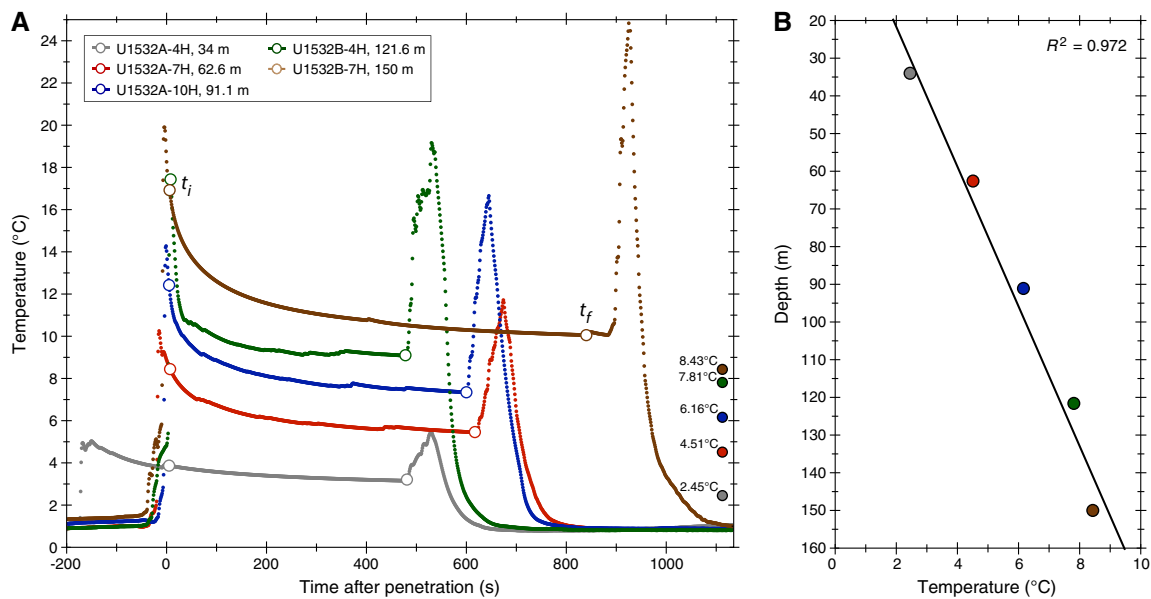 A
U1532A-4H, 34 m
U1532A-7H, 62.6 m
U1532A-10H, 91.1 m
U1532B-4H, 121.6 m
U1532B-7H, 150 m
ti
tf
8.43°C
7.81°C
6.16°C
4.51°C
2.45°C
24
22
20
18
16
14
12
10
8
6
4
2
0
Temperature (°C)
-200 0 200 400 600 800 1000
Time after penetration (s)
B
R² = 0.972
20
30
40
50
60
70
80
90
100
110
120
130
140
150
160
Depth (m)
0 2 4 6 8 10
Temperature (°C)